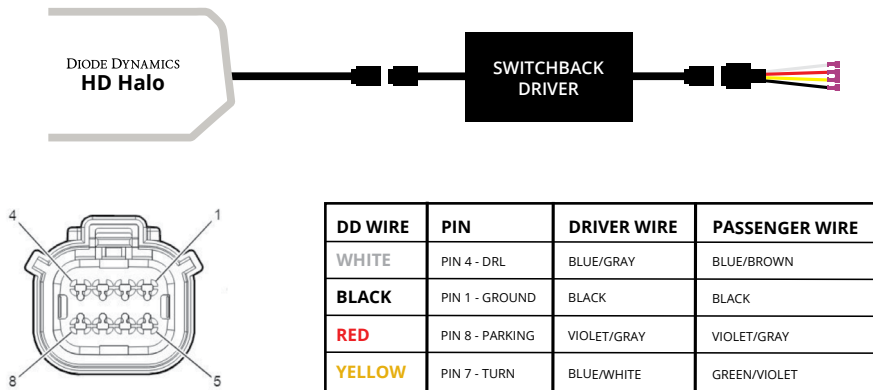 DIODE DYNAMICS
HD Halo
SWITCHBACK
DRIVER
4
1
8
5
DD WIRE PIN DRIVER WIRE PASSENGER WIRE
WHITE PIN 4 - DRL BLUE/GRAY BLUE/BROWN
BLACK PIN 1 - GROUND BLACK BLACK
RED PIN 8 - PARKING VIOLET/GRAY VIOLET/GRAY
YELLOW PIN 7 - TURN BLUE/WHITE GREEN/VIOLET